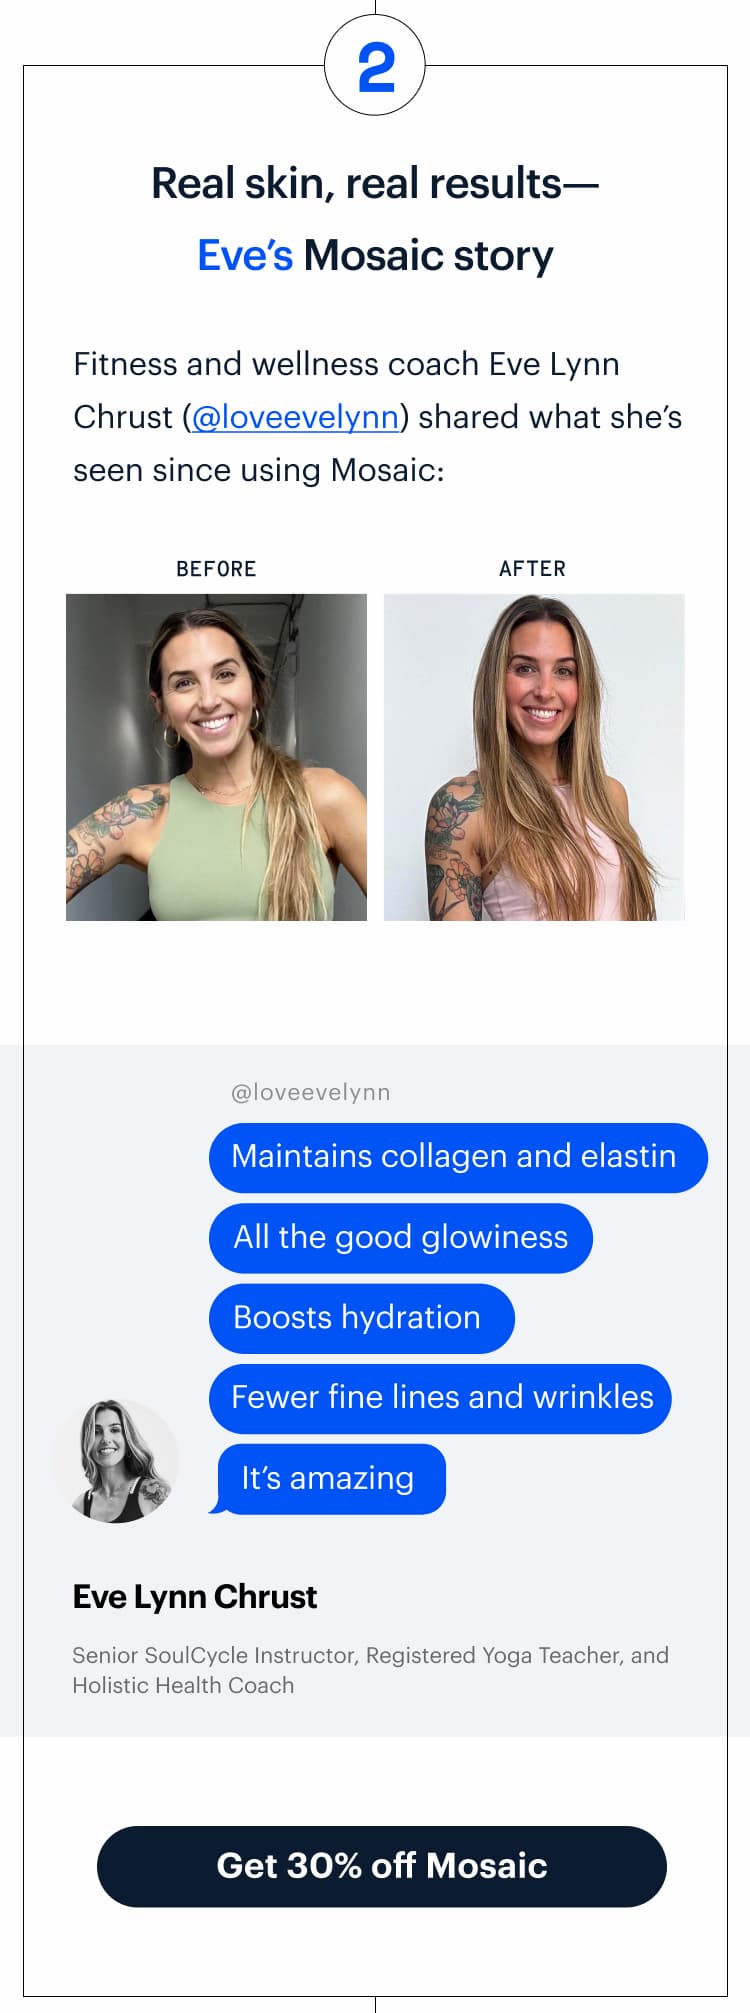 2
Real skin, real results—
Eve’s Mosaic story
Fitness and wellness coach Eve Lynn
Chrust (@loveevelynn) shared what she’s
seen since using Mosaic:
BEFORE
AFTER
@loveevelynn
Maintains collagen and elastin
All the good glowiness
Boosts hydration
Fewer fine lines and wrinkles
It’s amazing
Eve Lynn Chrust
Senior SoulCycle Instructor, Registered Yoga Teacher, and
Holistic Health Coach
Get 30% off Mosaic